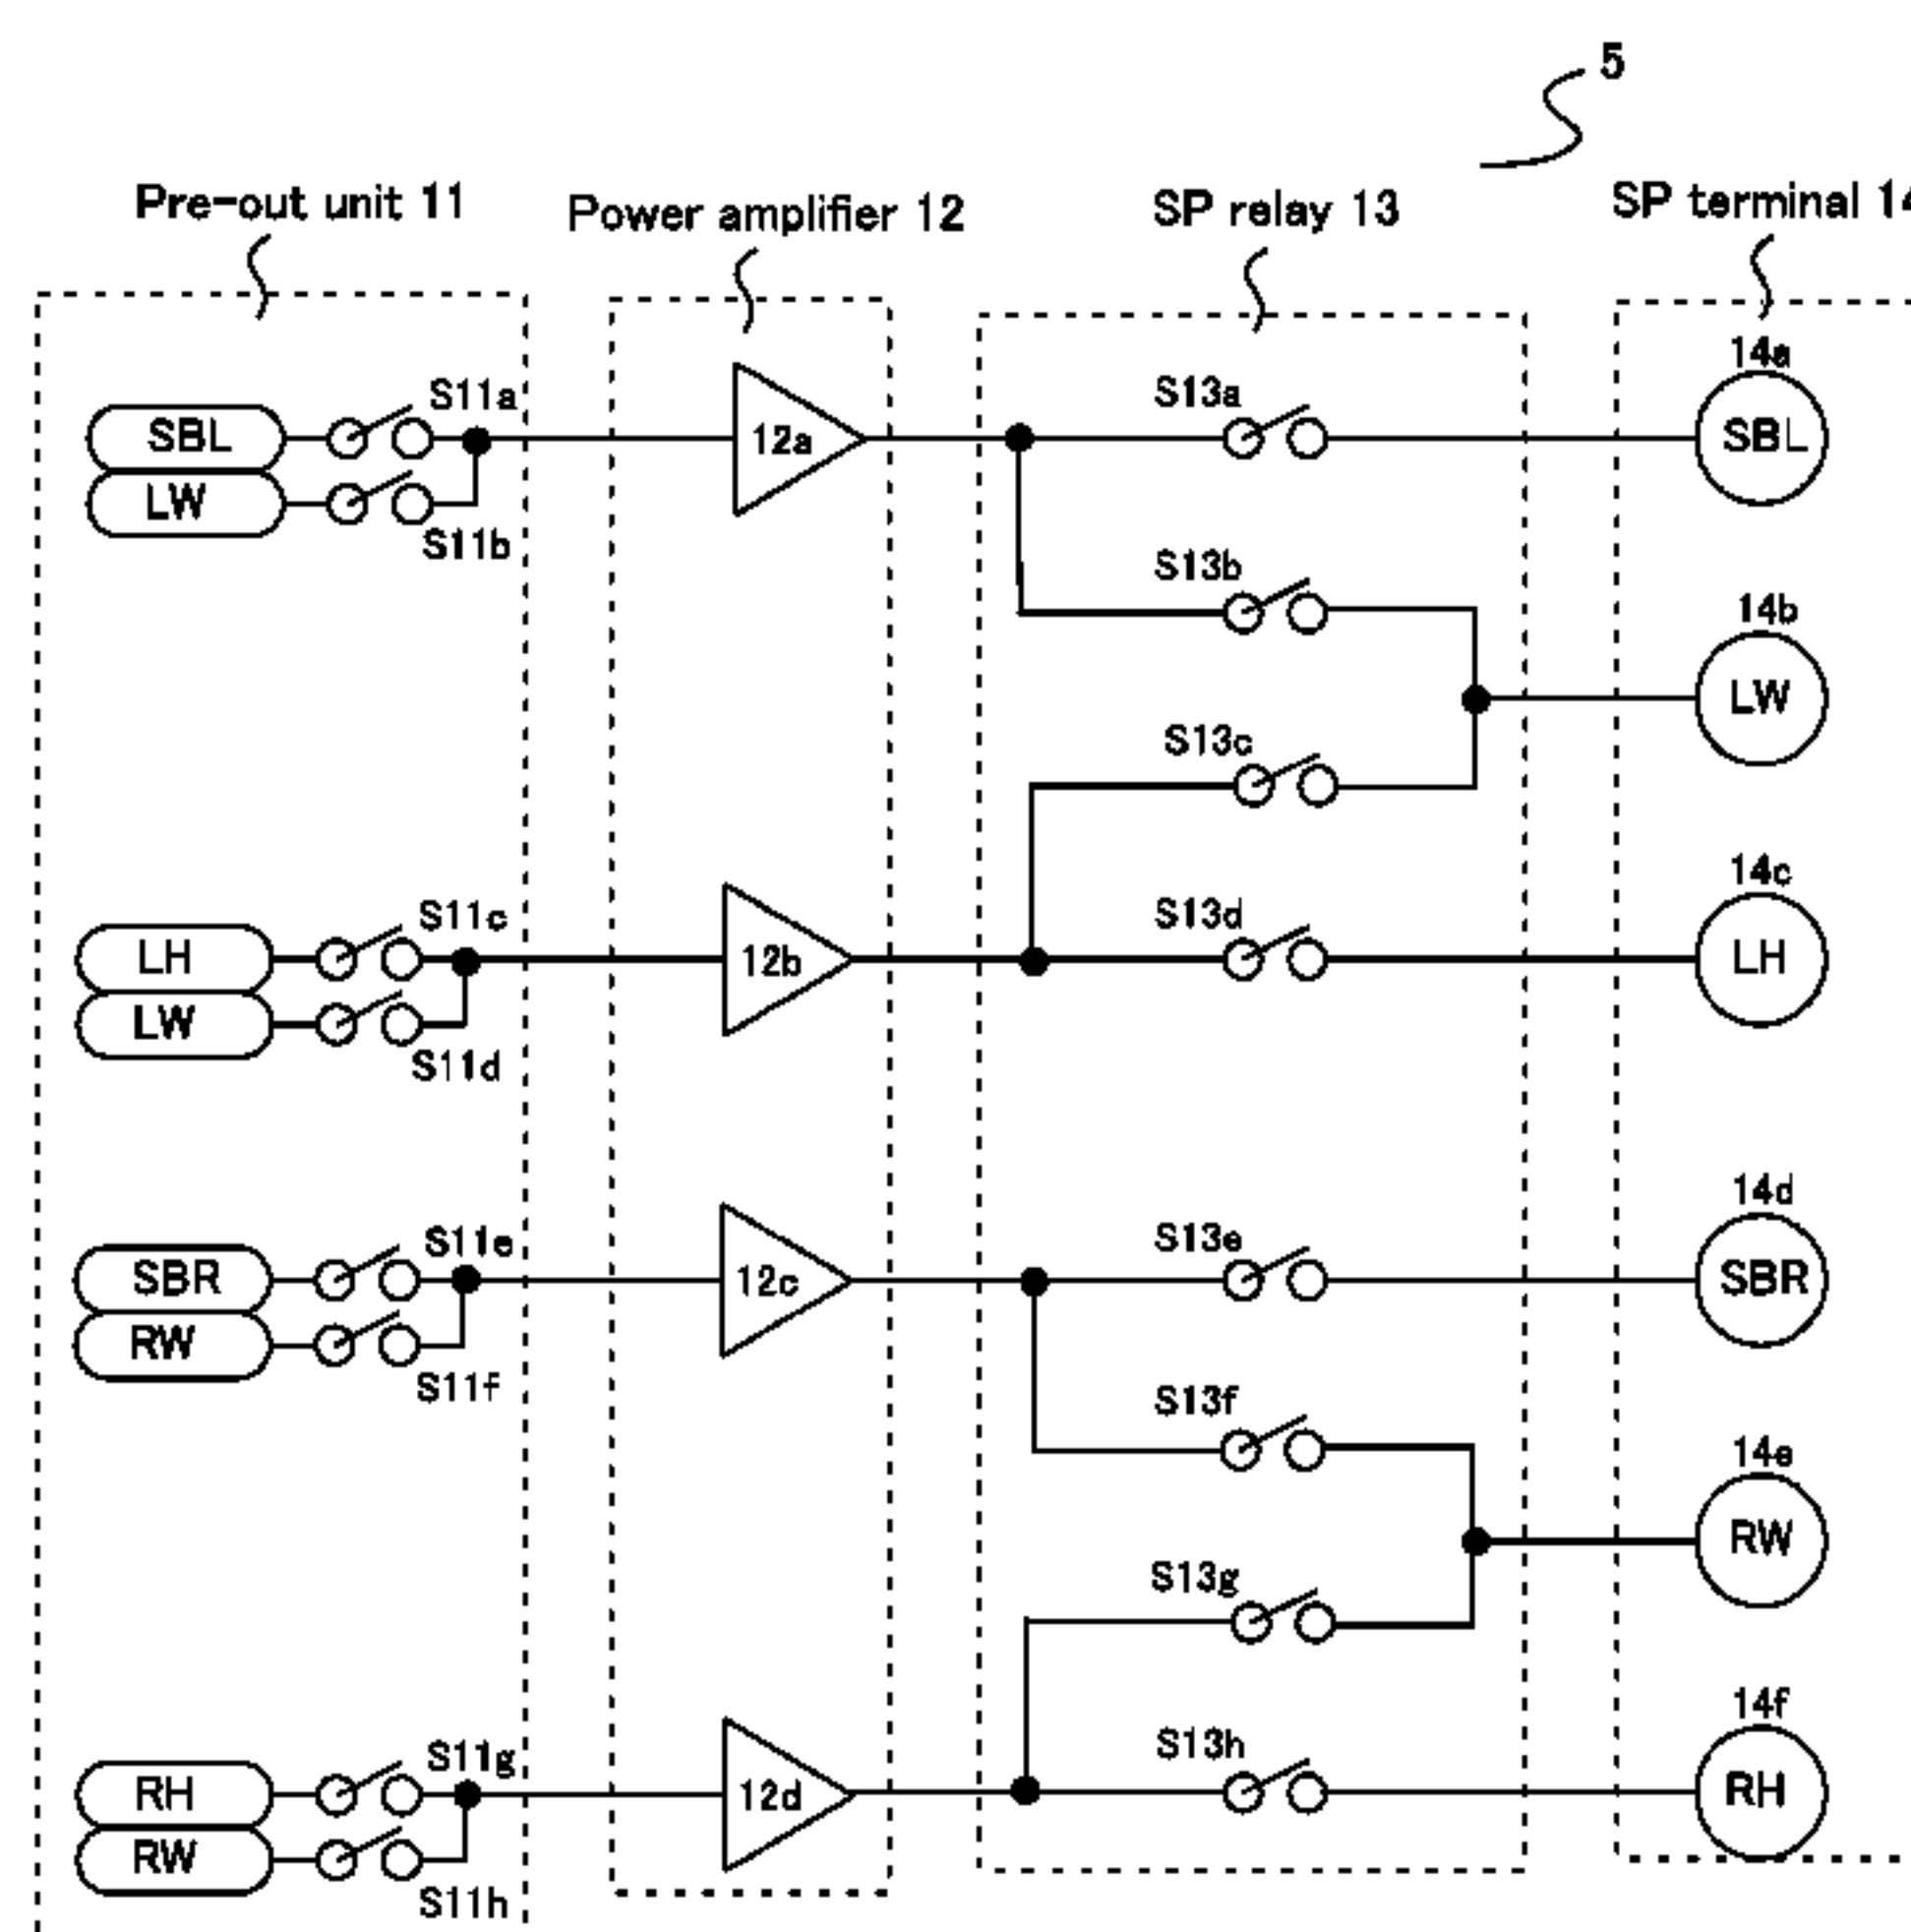 5
Pre-out unit 11
Power amplifier 12
SP relay 13
SP terminal 14
14a
S11a
S13a
SBL
12a
SBL
LW
S11b
S13b
14b
LW
S13c
14c
S11c
S13d
LH
12b
LH
LW
S11d
14d
S11e
S13e
SBR
12c
SBR
RW
S11f
S13f
14e
RW
S13g
14f
S11g
S13h
RH
12d
RH
RW
S11h